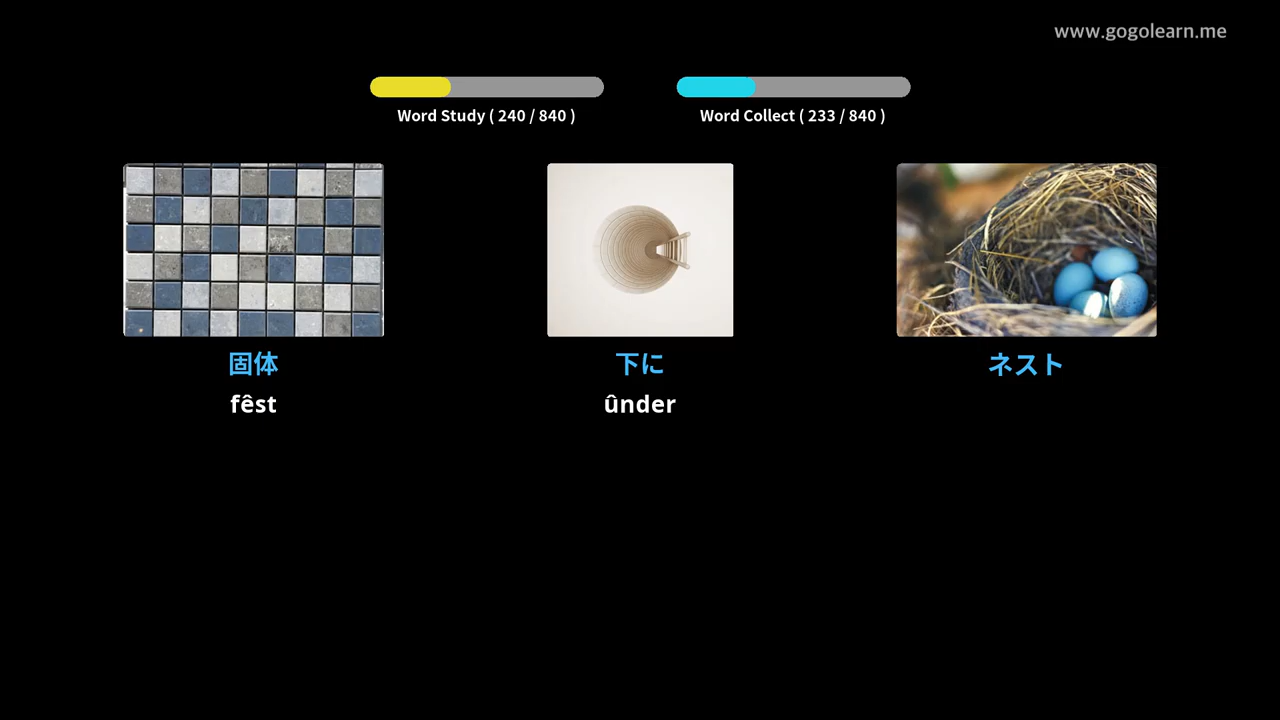 www.gogolearn.me
Word Study ( 240 / 840 )
Word Collect ( 233 / 840 )
固体
下に
ネスト
fêst
ûnder